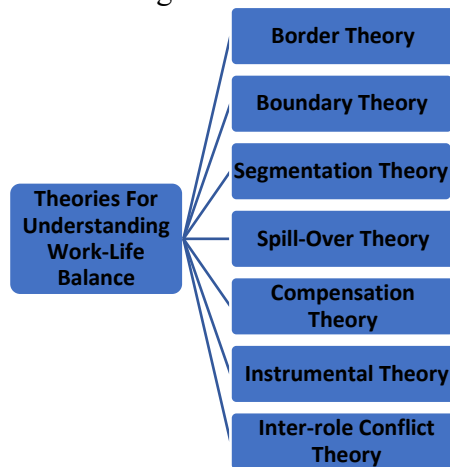 Border Theory
Boundary Theory
Segmentation Theory
Theories For
Understanding
Work-Life
Balance
Spill-Over Theory
Compensation
Theory
Instrumental Theory
Inter-role Conflict
Theory